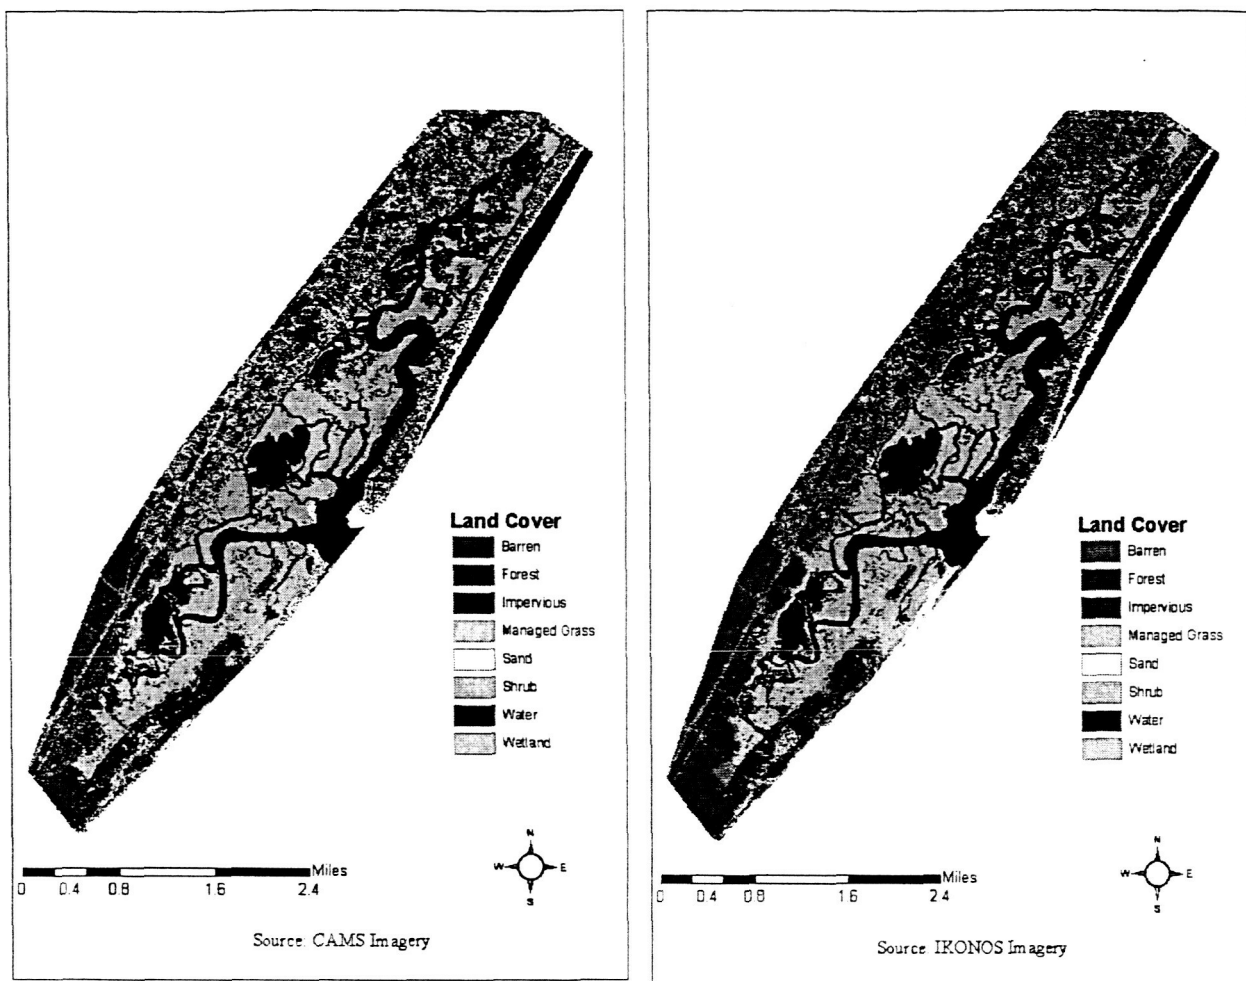 Land Cover
Barren
Forest
Impervious
Managed Grass
Sand
Shrub
Water
Wetland
N
W E
S
Miles
0 0.4 0.8 1.6 2.4
Source: CAMS Imagery
Land Cover
Barren
Forest
Impervious
Managed Grass
Sand
Shrub
Water
Wetland
N
W E
S
Miles
0 0.4 0.8 1.6 2.4
Source: IKONOS Imagery